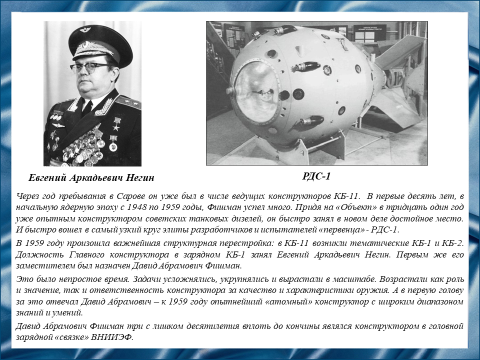 Евгений Аркадьевич Негин
РДС-1
Через год пребывания в Сарове он уже был в числе ведущих конструкторов КБ-11. В первые десять лет, в
начальную ядерную эпоху с 1948 по 1959 годы, Фишман успел много. Придя на «Объект» в тридцать один год
уже опытным конструктором советских танковых дизелей, он быстро занял в новом деле достойное место.
И быстро вошел в самый узкий круг элиты разработчиков и испытателей «первенца» - РДС-1.
В 1959 году произошла важнейшая структурная перестройка: в КБ-11 возникли тематические КБ-1 и КБ-2.
Должность Главного конструктора в зарядном КБ-1 занял Евгений Аркадьевич Негин. Первым же его
заместителем был назначен Давид Абрамович Фишман.
Это было непростое время. Задачи усложнялись, укрупнялись и вырастали в масштабе. Возрастали как роль
и значение, так и ответственность конструктора за качество и характеристики оружия. А в первую голову
за это отвечал Давид Абрамович – к 1959 году опытнейший «атомный» конструктор с широким диапазоном
знаний и умений.
Давид Абрамович Фишман три с лишком десятилетия вплоть до кончины являлся конструктором в головной
зарядной «связке» ВНИИЭФ.